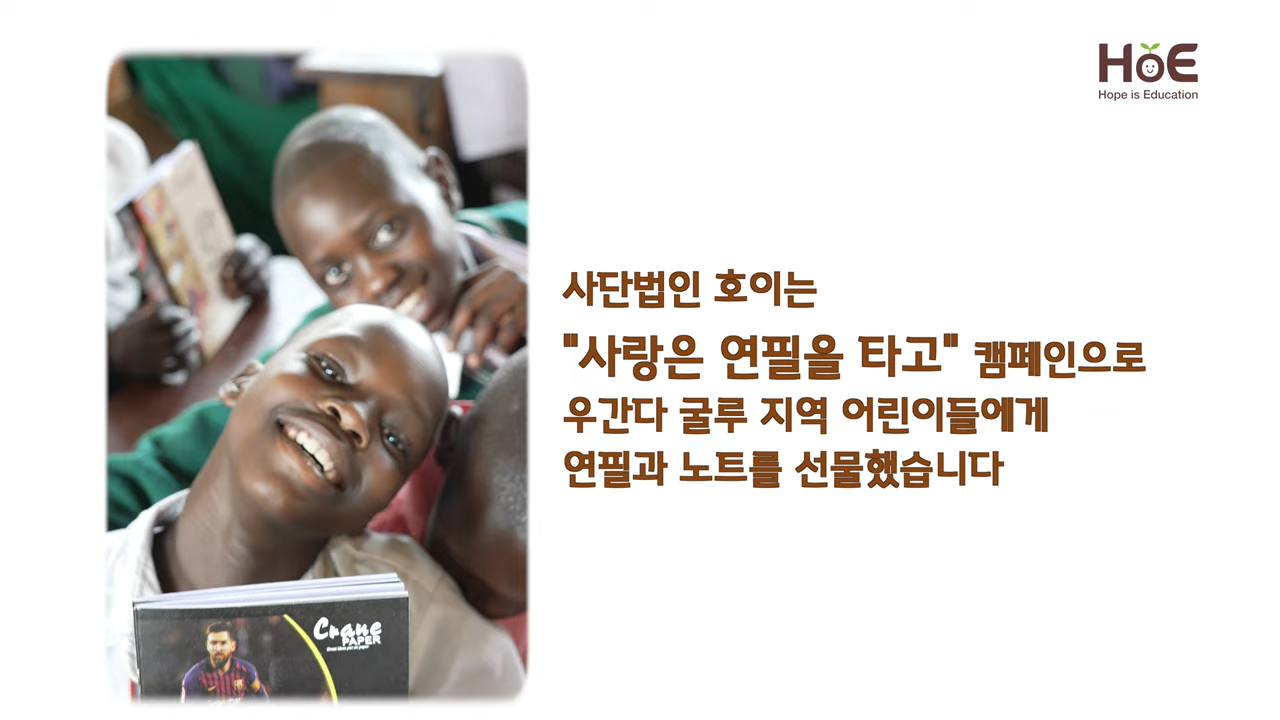 HoE
Hope is Education
사단법인 호이는
"사랑은 연필을 타고" 캠페인으로
우간다 굴루 지역 어린이들에게
연필과 노트를 선물했습니다
Crane
PAPER